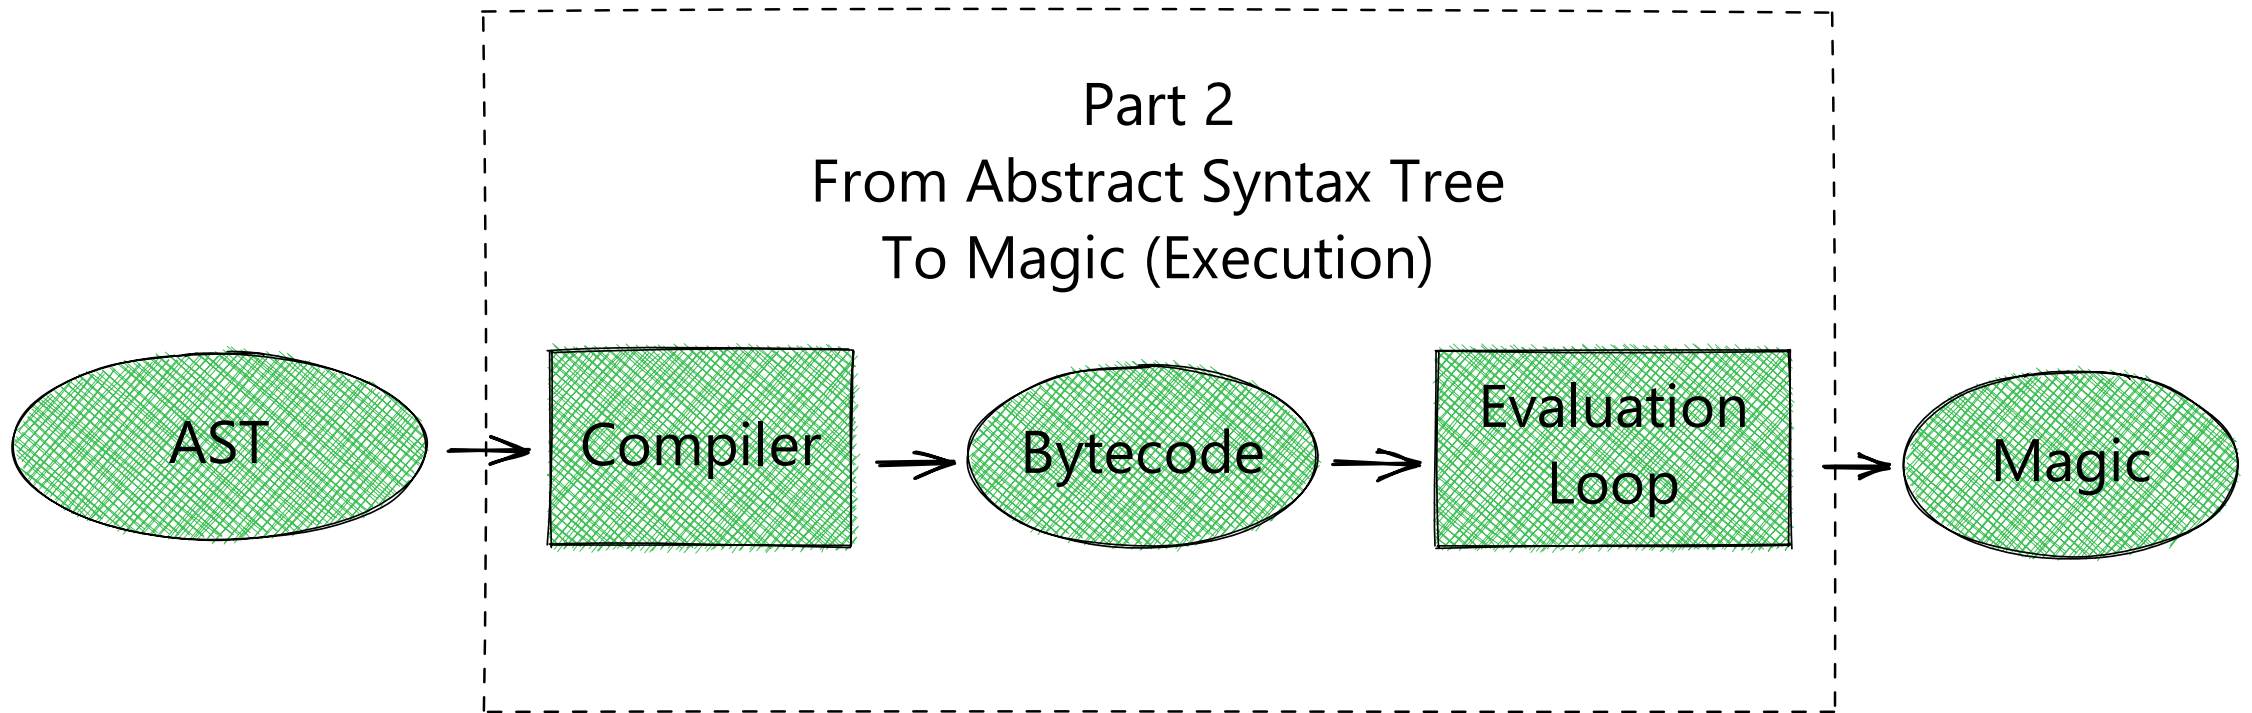 Part 2
From Abstract Syntax Tree
To Magic (Execution)
AST
Compiler
Bytecode
Evaluation
Loop
Magic